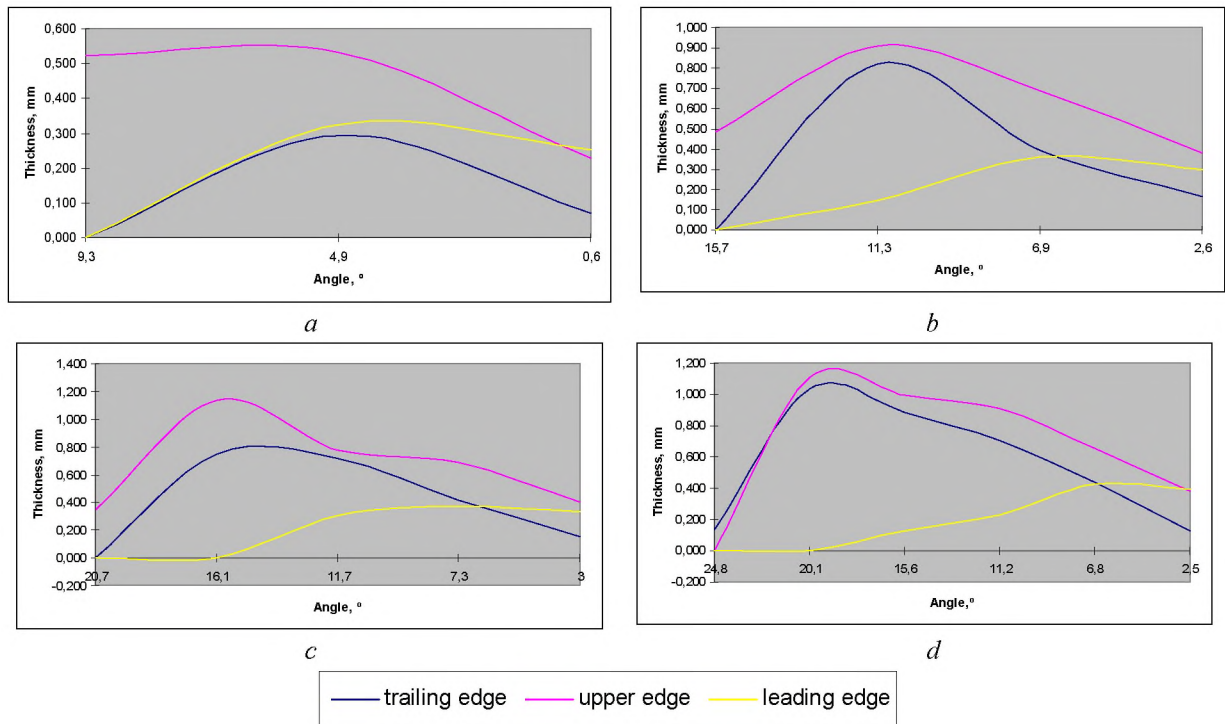 0,600
0,500
0,400
0,300
0,200
0,100
0,000
Thickness, mm
9,3 4,9 0,6
Angle, º
a
1,000
0,900
0,800
0,700
0,600
0,500
0,400
0,300
0,200
0,100
0,000
Thickness, mm
15,7 11,3 6,9 2,6
Angle, º
b
1,400
1,200
1,000
0,800
0,600
0,400
0,200
0,000
-0,200
Thickness, mm
20,7 16,1 11,7 7,3 3
Angle, º
c
1,200
1,000
0,800
0,600
0,400
0,200
0,000
-0,200
Thickness, mm
24,8 20,1 15,6 11,2 6,8 2,5
Angle,º
d
trailing edge upper edge leading edge